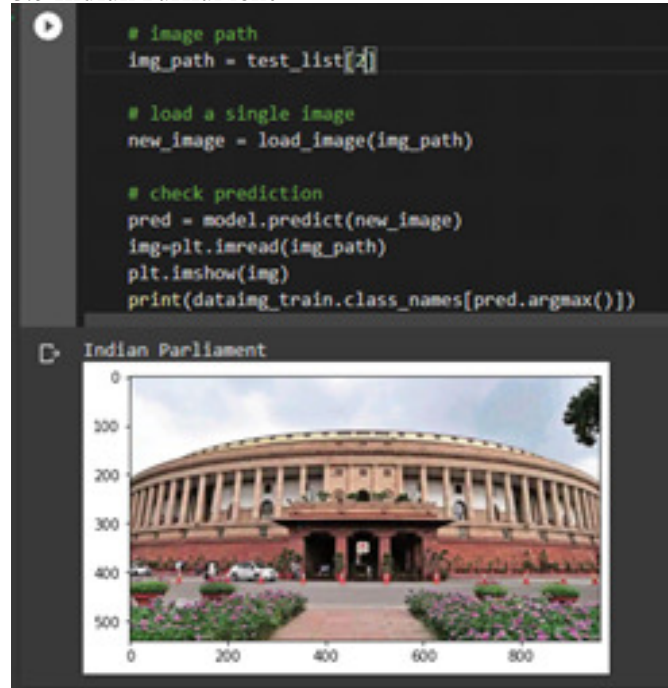 # image path
img_path = test_list[2]
# load a single image
new_image = load_image(img_path)
# check prediction
pred = model.predict(new_image)
img=plt.imread(img_path)
plt.imshow(img)
print(dataimg_train.class_names[pred.argmax()])
Indian Parliament
0
100
200
300
400
500
0 200 400 600 800